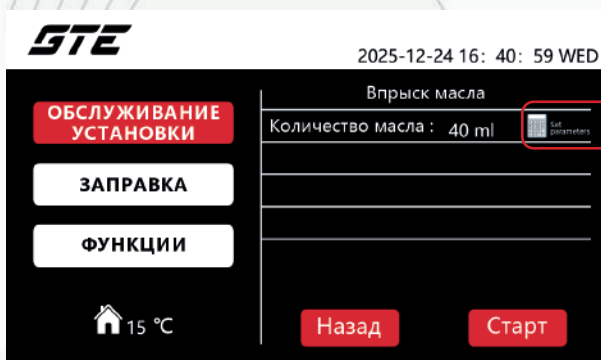 GTE
2025-12-24 16: 40: 59 WED
ОБСЛУЖИВАНИЕ
УСТАНОВКИ
ЗАПРАВКА
ФУНКЦИИ
15 ℃
Впрыск масла
Количество масла : 40 ml
Set
parameters
Назад
Старт